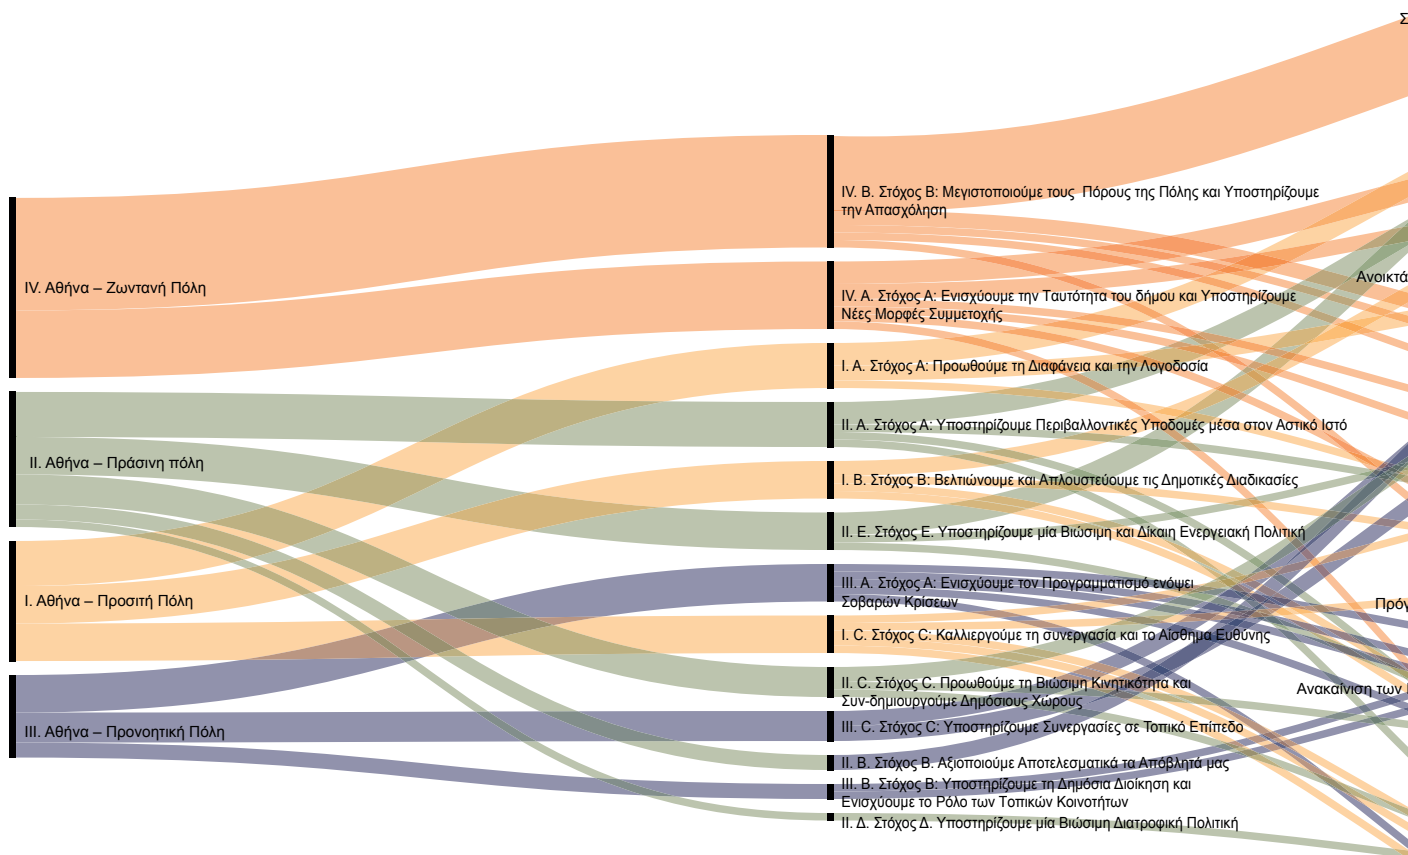 IV. Αθήνα – Ζωντανή Πόλη
II. Αθήνα – Πράσινη πόλη
I. Αθήνα – Προσιτή Πόλη
III. Αθήνα – Προνοητική Πόλη
IV. B. Στόχος Β: Μεγιστοποιούμε τους Πόρους της Πόλης και Υποστηρίζουμε
την Απασχόληση
IV. A. Στόχος Α: Ενισχύουμε την Ταυτότητα του δήμου και Υποστηρίζουμε
Νέες Μορφές Συμμετοχής
I. A. Στόχος Α: Προωθούμε τη Διαφάνεια και την Λογοδοσία
II. A. Στόχος Α: Υποστηρίζουμε Περιβαλλοντικές Υποδομές μέσα στον Αστικό Ιστό
I. B. Στόχος Β: Βελτιώνουμε και Απλουστεύουμε τις Δημοτικές Διαδικασίες
II. E. Στόχος Ε. Υποστηρίζουμε μία Βιώσιμη και Δίκαιη Ενεργειακή Πολιτική
III. A. Στόχος Α: Ενισχύουμε τον Προγραμματισμό ενόψει
Σοβαρών Κρίσεων
I. C. Στόχος C: Καλλιεργούμε τη συνεργασία και το Αίσθημα Ευθύνης
II. C. Στόχος C. Προωθούμε τη Βιώσιμη Κινητικότητα και
Συν-δημιουργούμε Δημόσιους Χώρους
III. C. Στόχος C: Υποστηρίζουμε Συνεργασίες σε Τοπικό Επίπεδο
II. B. Στόχος Β. Αξιοποιούμε Αποτελεσματικά τα Απόβλητά μας
III. B. Στόχος Β: Υποστηρίζουμε τη Δημόσια Διοίκηση και
Ενισχύουμε το Ρόλο των Τοπικών Κοινοτήτων
II. Δ. Στόχος Δ. Υποστηρίζουμε μία Βιώσιμη Διατροφική Πολιτική
Σ
Ανοικτά
Πρόγ
Ανακαίνιση των